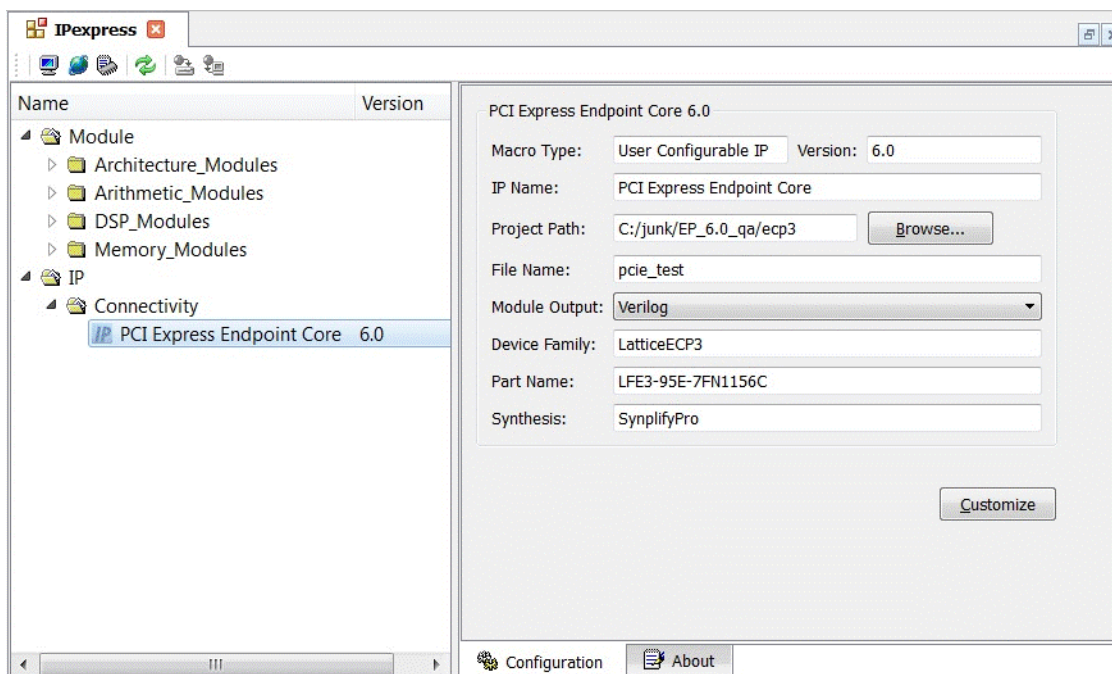 IPexpress
Name Version
Module
Architecture_Modules
Arithmetic_Modules
DSP_Modules
Memory_Modules
IP
Connectivity
IP PCI Express Endpoint Core 6.0
PCI Express Endpoint Core 6.0
Macro Type: User Configurable IP Version: 6.0
IP Name: PCI Express Endpoint Core
Project Path: C:/junk/EP_6.0_qa/ecp3 Browse...
File Name: pcie_test
Module Output: Verilog
Device Family: LatticeECP3
Part Name: LFE3-95E-7FN1156C
Synthesis: SynplifyPro
Customize
Configuration About